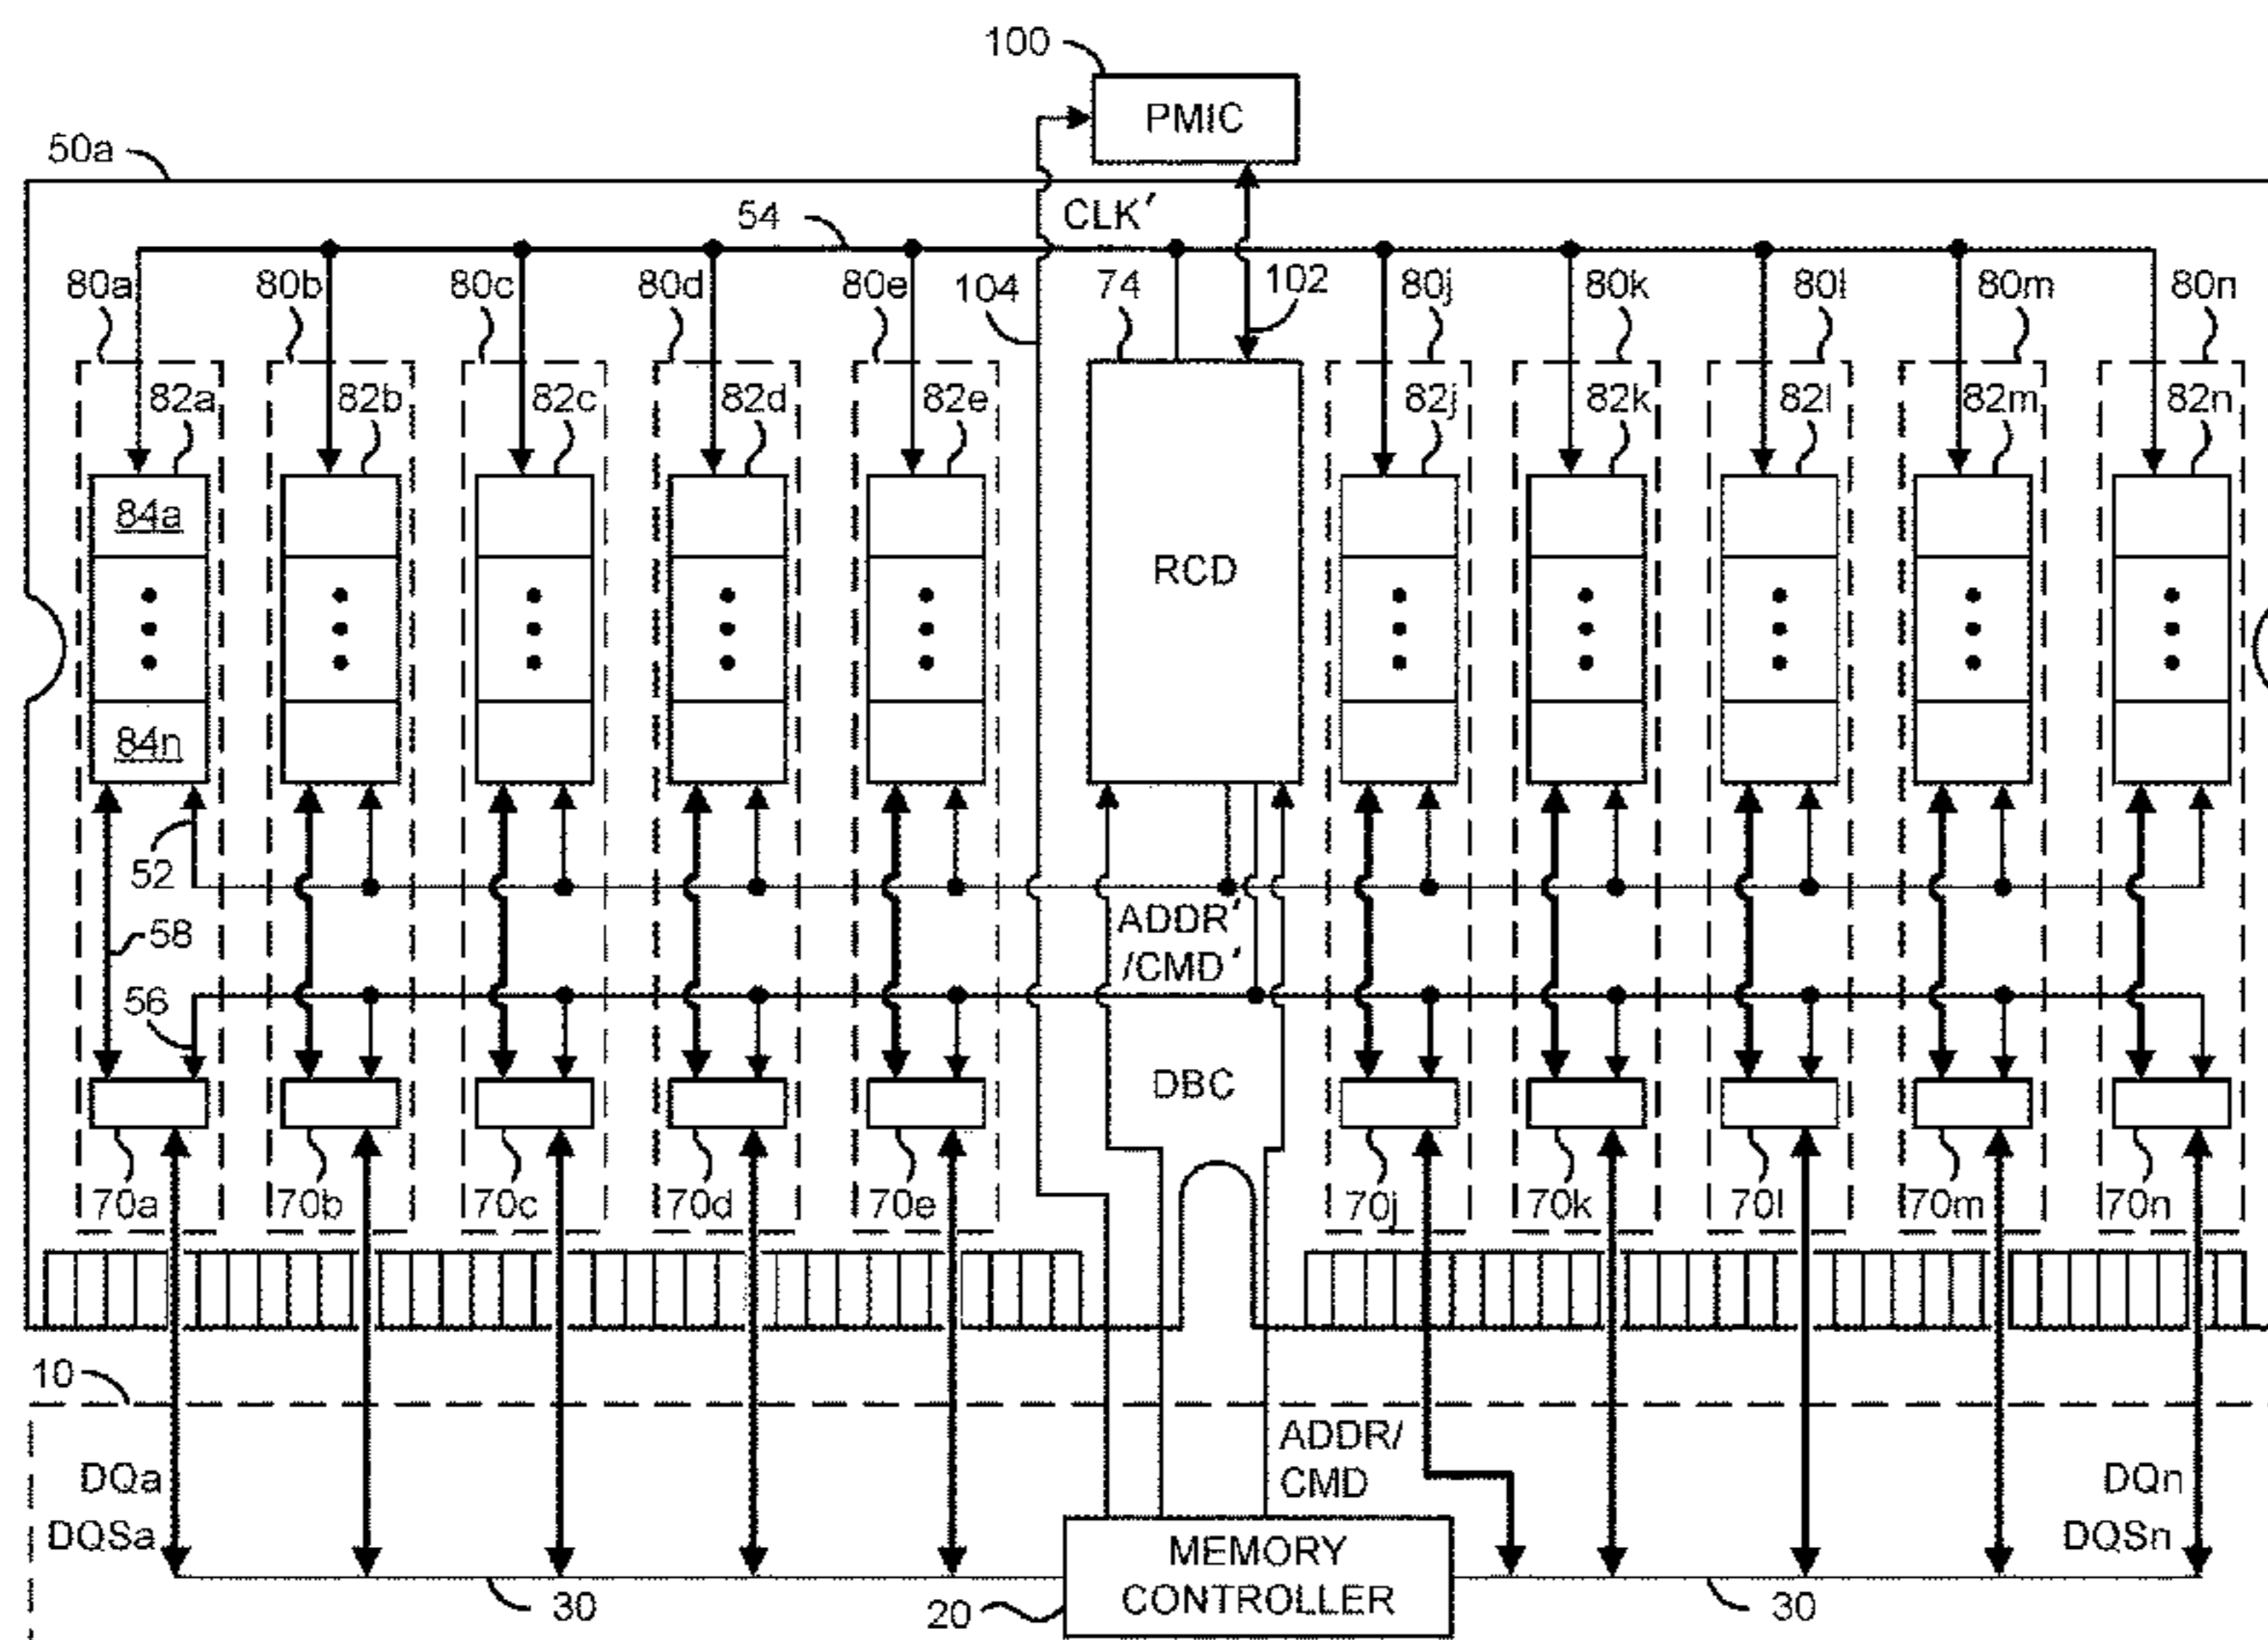 100
PMIC
50a
CLK′
54
80a
80b
80c
80d
80e
104
74
102
80j
80k
80l
80m
80n
82a
82b
82c
82d
82e
82j
82k
82l
82m
82n
84a
RCD
84n
52
58
ADDR′
/CMD′
56
DBC
70a
70b
70c
70d
70e
70j
70k
70l
70m
70n
10
ADDR/
CMD
DQa
DQSa
DQn
DQSn
MEMORY
CONTROLLER
30
20
30